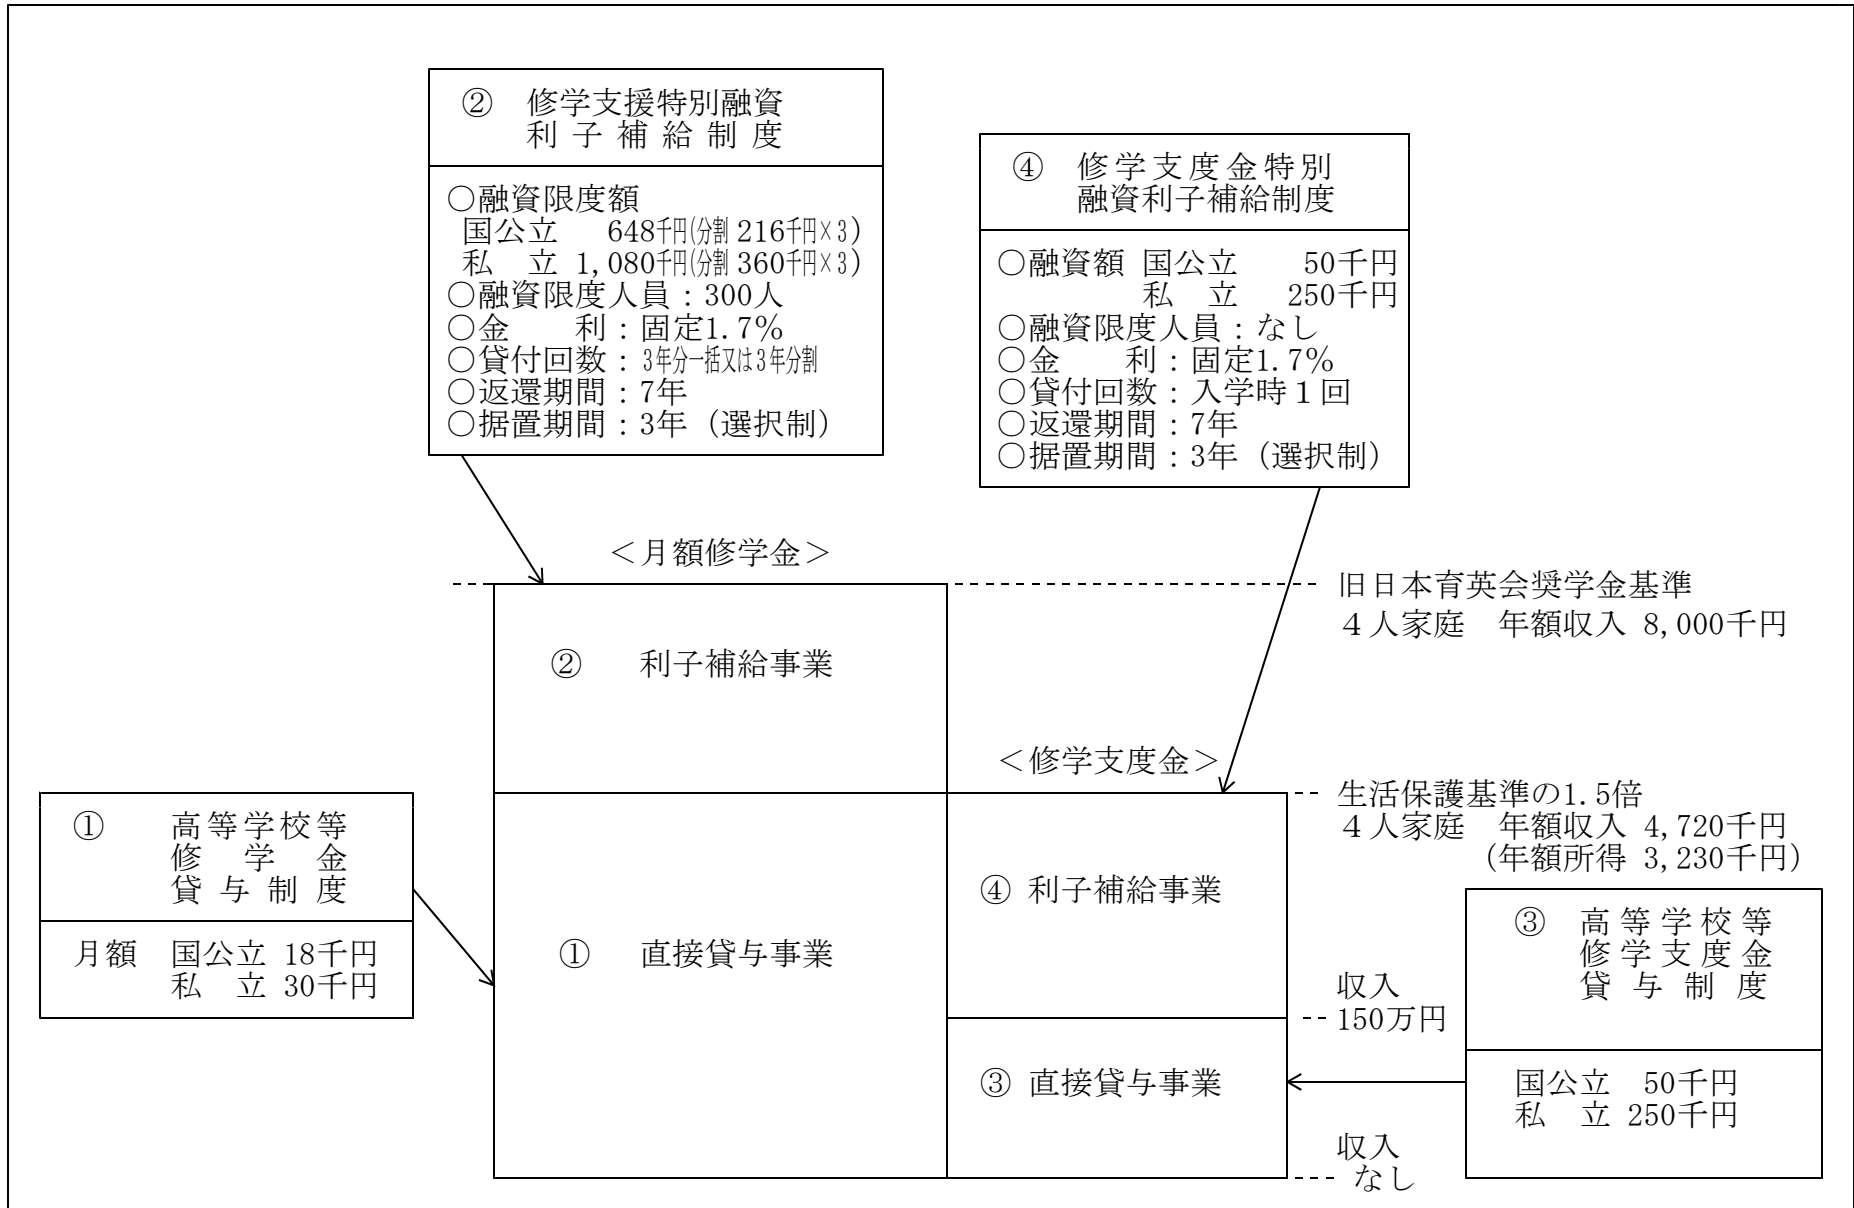 ② 修学支援特別融資
利子補給制度
○融資限度額
国公立 648千円(分割 216千円×3)
私 立 1,080千円(分割 360千円×3)
○融資限度人員：300人
○金 利：固定1.7%
○貸付回数：3年分一括又は3年分割
○返還期間：7年
○据置期間：3年（選択制）
④ 修学支度金特別
融資利子補給制度
○融資額 国公立 50千円
私 立 250千円
○融資限度人員：なし
○金 利：固定1.7%
○貸付回数：入学時１回
○返還期間：7年
○据置期間：3年（選択制）
＜月額修学金＞
旧日本育英会奨学金基準
４人家庭 年額収入 8,000千円
② 利子補給事業
＜修学支度金＞
生活保護基準の1.5倍
４人家庭 年額収入 4,720千円
（年額所得 3,230千円）
① 高等学校等
修学金
貸与制度
月額 国公立 18千円
私 立 30千円
① 直接貸与事業
④ 利子補給事業
収入
150万円
③ 直接貸与事業
収入
なし
③ 高等学校等
修学支度金
貸与制度
国公立 50千円
私 立 250千円